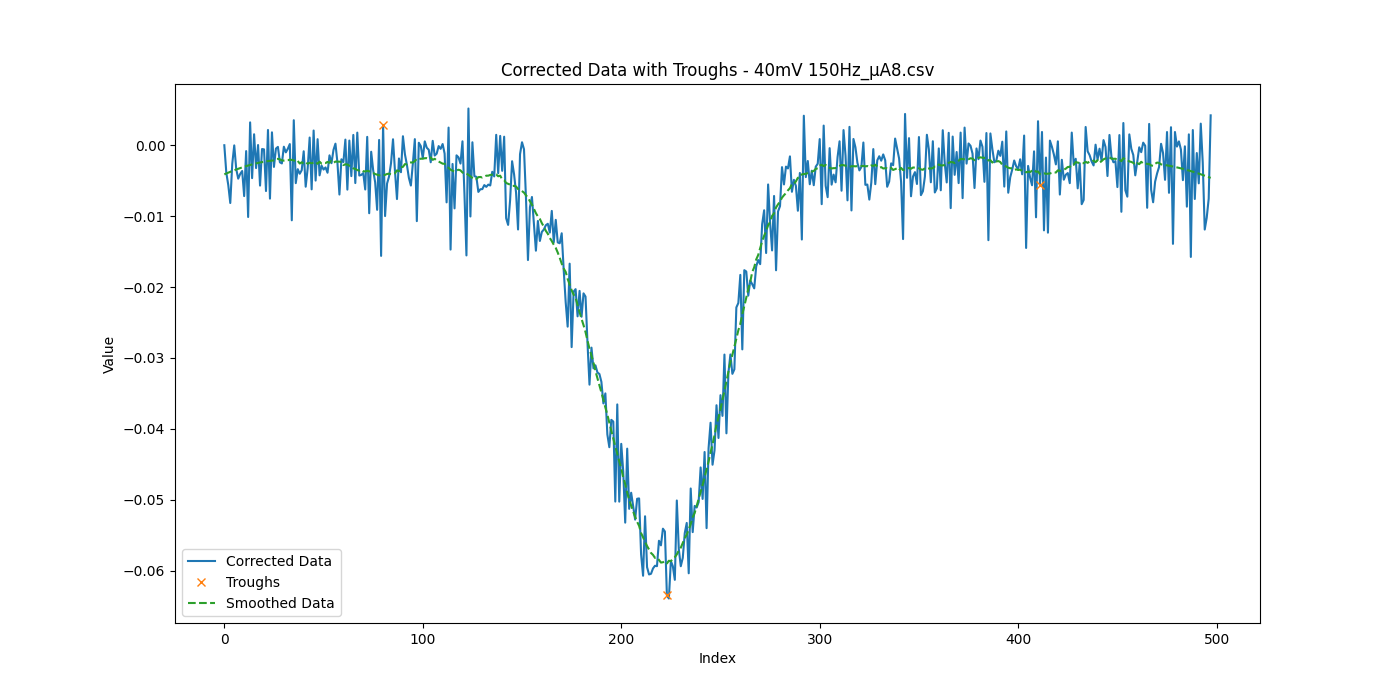 Corrected Data with Troughs - 40mV 150Hz_μA8.csv
Value
0.00
−0.01
−0.02
−0.03
−0.04
−0.05
−0.06
Corrected Data
Troughs
Smoothed Data
0 100 200 300 400 500
Index